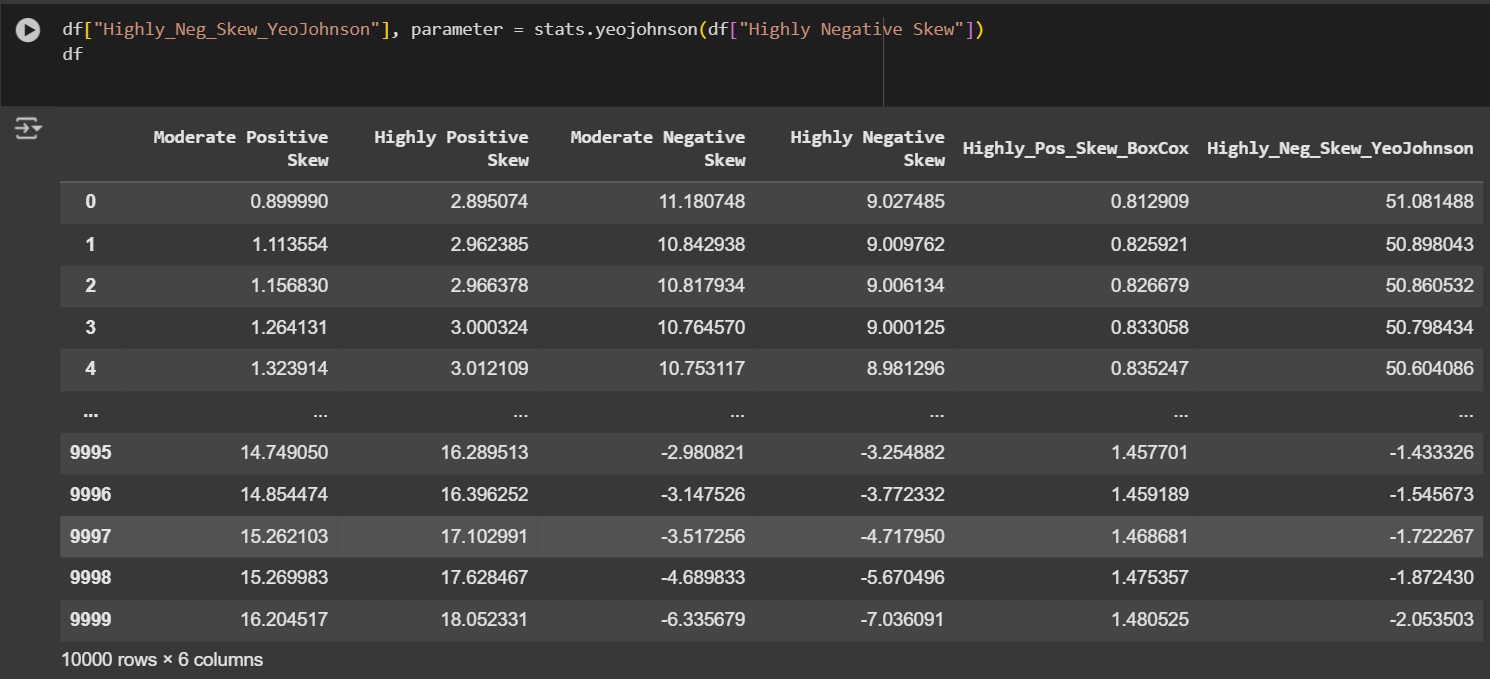 df["Highly_Neg_Skew_YeoJohnson"], parameter = stats.yeojohnson(df["Highly Negative Skew"])
df
Moderate Positive Skew Highly Positive Skew Moderate Negative Skew Highly Negative Skew Highly_Pos_Skew_BoxCox Highly_Neg_Skew_YeoJohnson
0 0.899990 2.895074 11.180748 9.027485 0.812909 51.081488
1 1.113554 2.962385 10.842938 9.009762 0.825921 50.898043
2 1.156830 2.966378 10.817934 9.006134 0.826679 50.860532
3 1.264131 3.000324 10.764570 9.000125 0.833058 50.798434
4 1.323914 3.012109 10.753117 8.981296 0.835247 50.604086
... ... ... ... ... ... ...
9995 14.749050 16.289513 -2.980821 -3.254882 1.457701 -1.433326
9996 14.854474 16.396252 -3.147526 -3.772332 1.459189 -1.545673
9997 15.262103 17.102991 -3.517256 -4.717950 1.468681 -1.722267
9998 15.269983 17.628467 -4.689833 -5.670496 1.475357 -1.872430
9999 16.204517 18.052331 -6.335679 -7.036091 1.480525 -2.053503
10000 rows × 6 columns